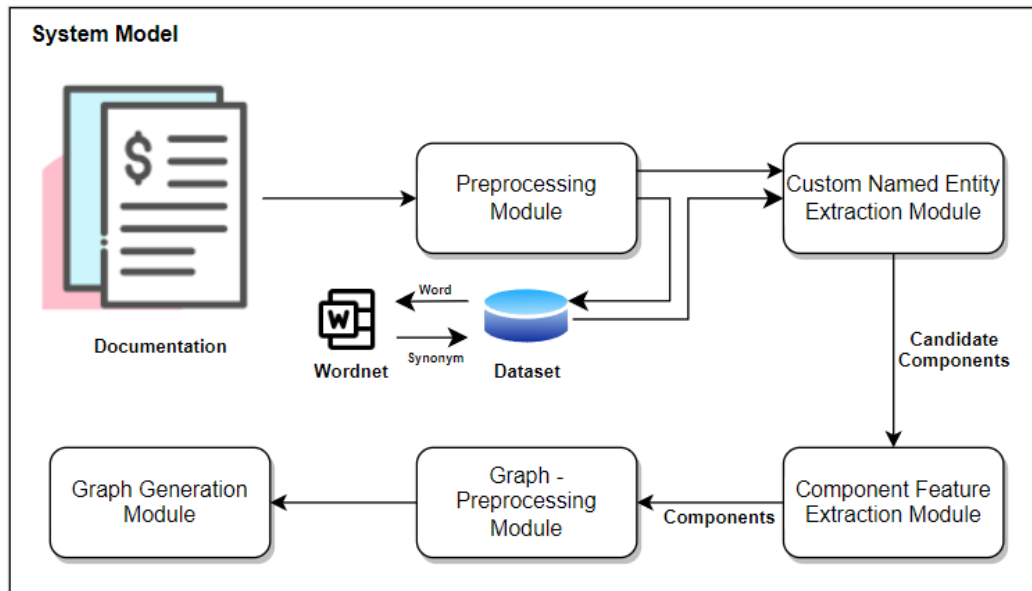 System Model
$
Preprocessing
Module
Custom Named Entity
Extraction Module
Word
W
Synonym
Documentation
Wordnet
Dataset
Candidate
Components
Graph Generation
Module
Graph -
Preprocessing
Module
Components
Component Feature
Extraction Module